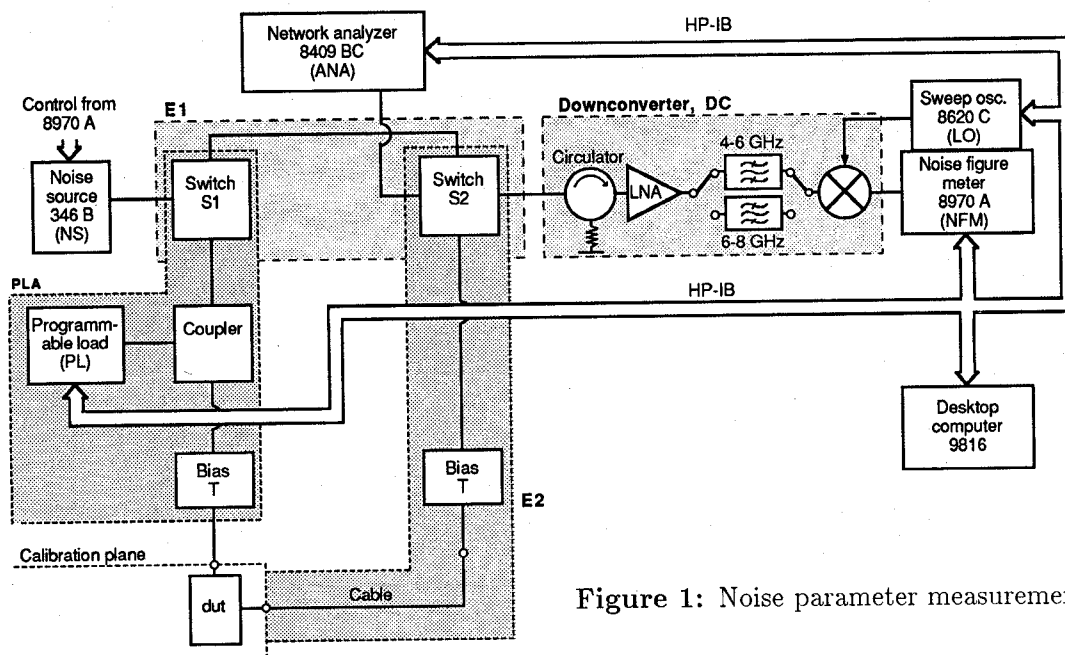 Network analyzer
8409 BC
(ANA)
HP-IB
Control from
8970 A
E1
Downconverter, DC
Sweep osc.
8620 C
(LO)
Noise
source
346 B
(NS)
Switch
S1
Switch
S2
Circulator
LNA
4-6 GHz
6-8 GHz
Noise figure
meter
8970 A
(NFM)
PLA
HP-IB
Programm-
able load
(PL)
Coupler
Desktop
computer
9816
Bias
T
Bias
T
E2
Calibration plane
dut
Cable
Figure 1: Noise parameter measuremen